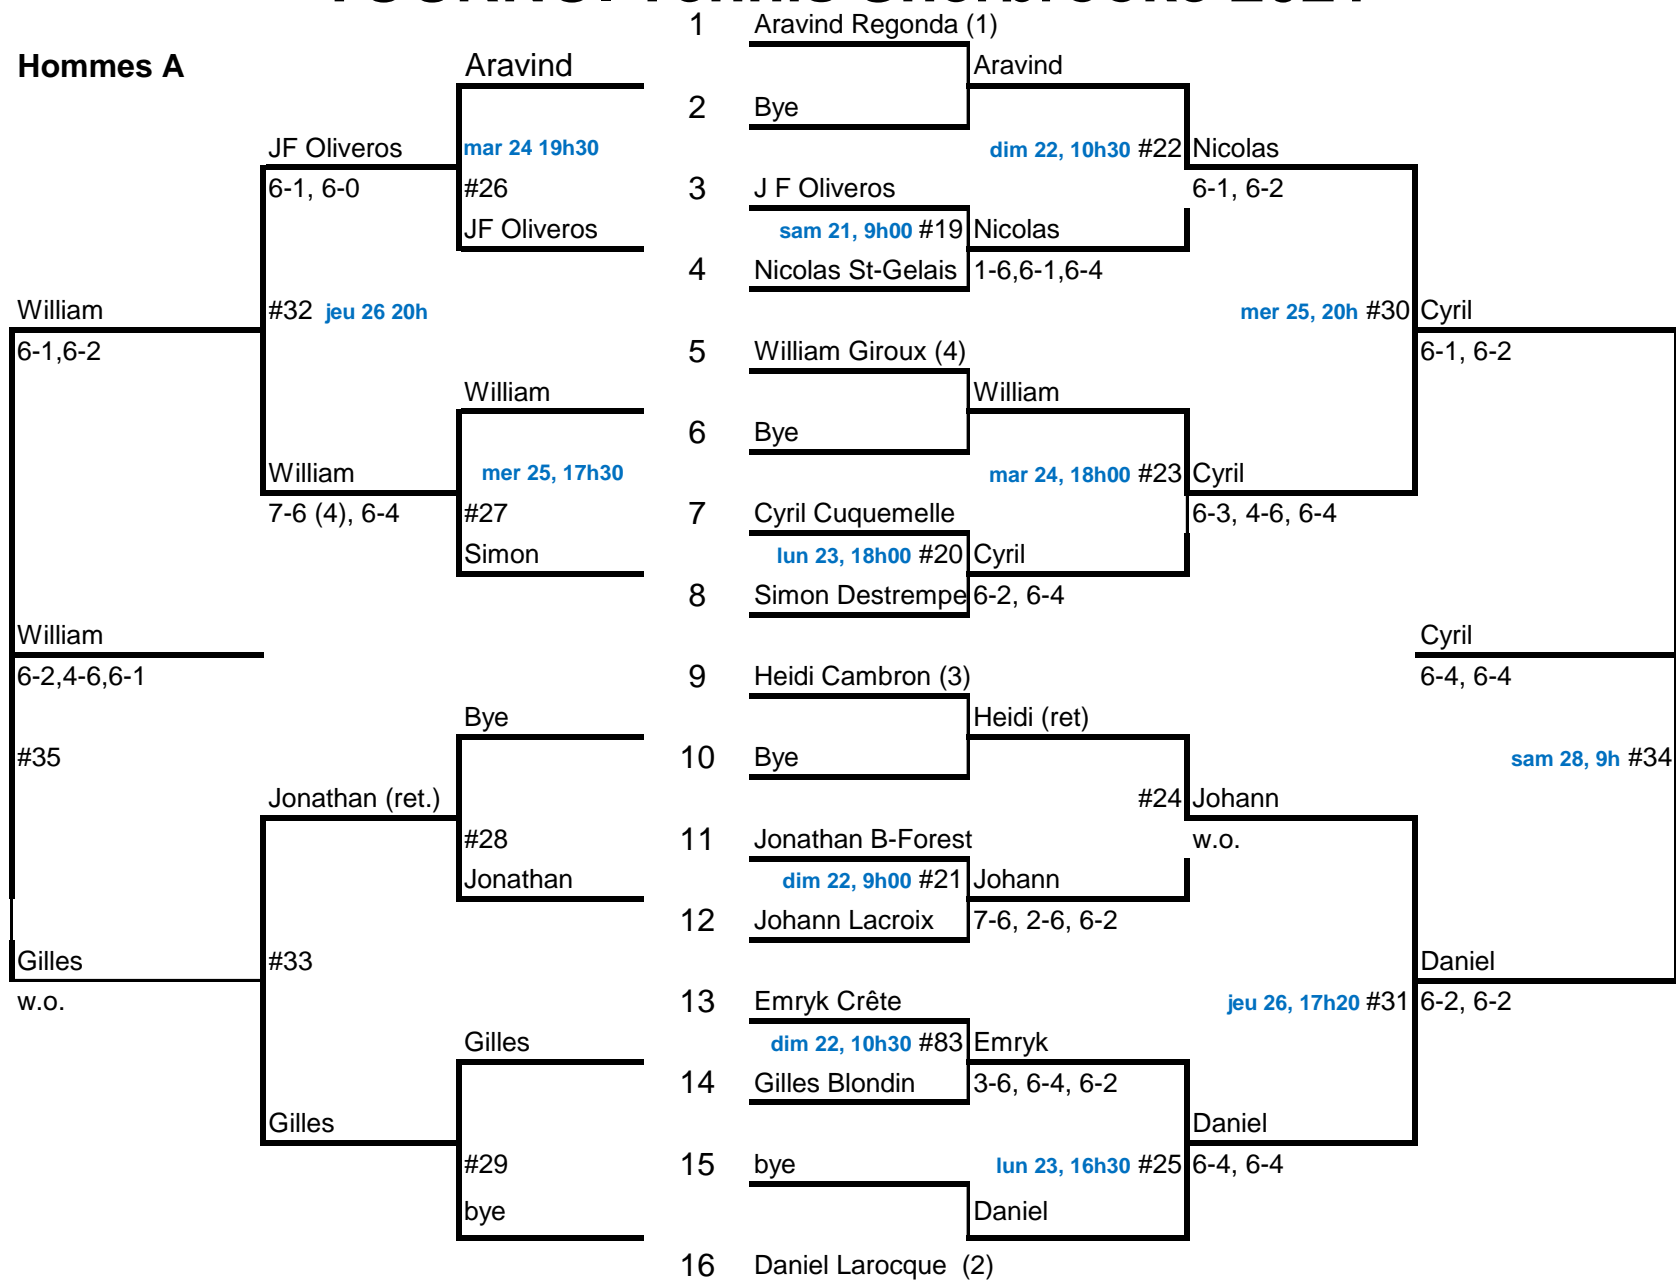 1 Aravind Regonda (1)
Hommes A Aravind Aravind
2 Bye
JF Oliveros mar 24 19h30 dim 22, 10h30 #22 Nicolas
6-1, 6-0 #26 3 J F Oliveros 6-1, 6-2
JF Oliveros sam 21, 9h00 #19 Nicolas
4 Nicolas St-Gelais 1-6,6-1,6-4
William #32 jeu 26 20h mer 25, 20h #30 Cyril
6-1,6-2 5 William Giroux (4) 6-1, 6-2
William William
6 Bye
William mer 25, 17h30 mar 24, 18h00 #23 Cyril
7-6 (4), 6-4 #27 7 Cyril Cuquemelle 6-3, 4-6, 6-4
Simon lun 23, 18h00 #20 Cyril
8 Simon Destrempe 6-2, 6-4
William Cyril
6-2,4-6,6-1 9 Heidi Cambron (3) 6-4, 6-4
Bye Heidi (ret)
#35 10 Bye sam 28, 9h #34
Jonathan (ret.) #24 Johann
#28 11 Jonathan B-Forest w.o.
Jonathan dim 22, 9h00 #21 Johann
12 Johann Lacroix 7-6, 2-6, 6-2
Gilles #33 Daniel
w.o. 13 Emryk Crête jeu 26, 17h20 #31 6-2, 6-2
Gilles dim 22, 10h30 #83 Emryk
14 Gilles Blondin 3-6, 6-4, 6-2
Gilles Daniel
#29 15 bye lun 23, 16h30 #25 6-4, 6-4
bye Daniel
16 Daniel Larocque (2)